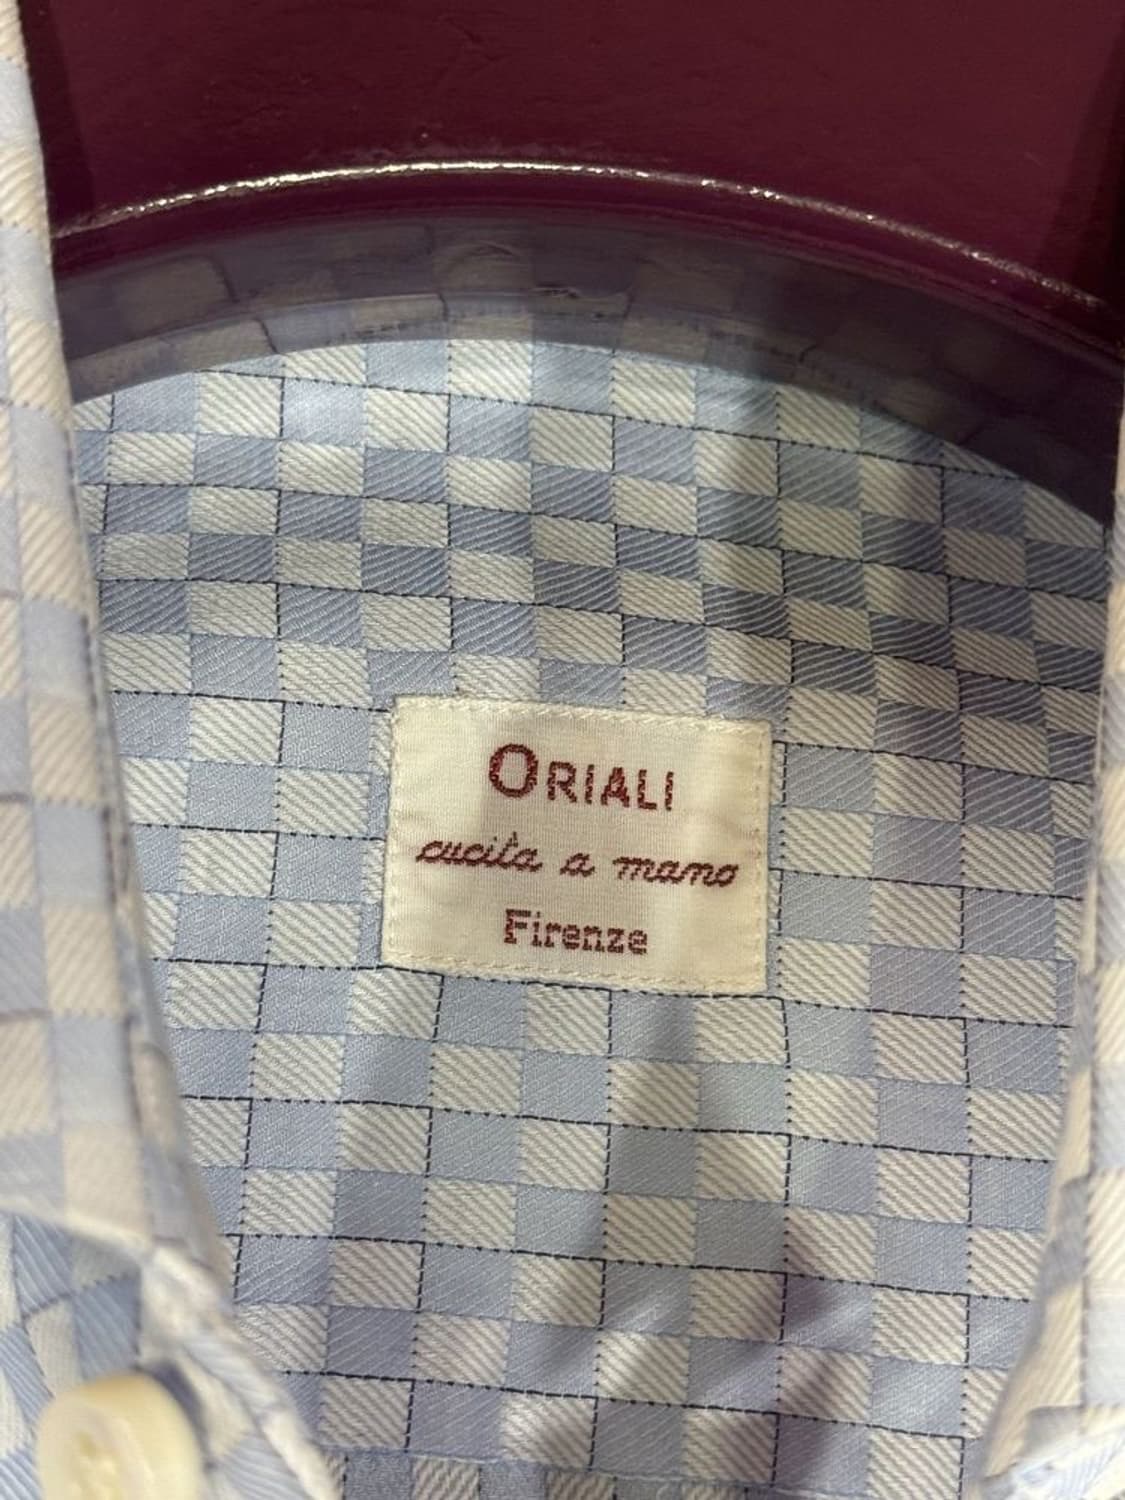 ORIALI
cucita a mano
Firenze